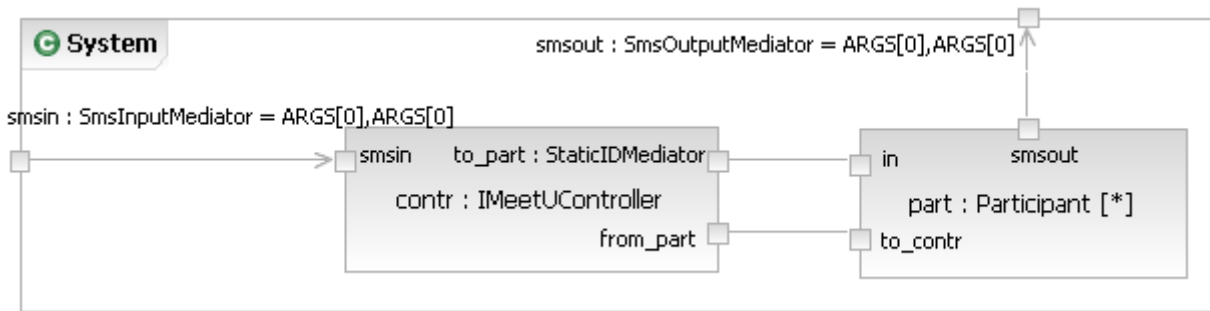 C System
smsout : SmsOutputMediator = ARGS[0],ARGS[0]
smsin : SmsInputMediator = ARGS[0],ARGS[0]
smsin to_part : StaticIDMediator
contr : IMeetUController
from_part
in smsout
part : Participant [*]
to_contr